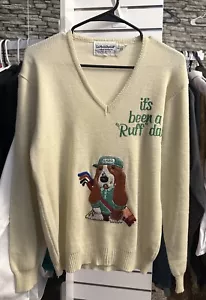 it's
been a
"Ruff" day